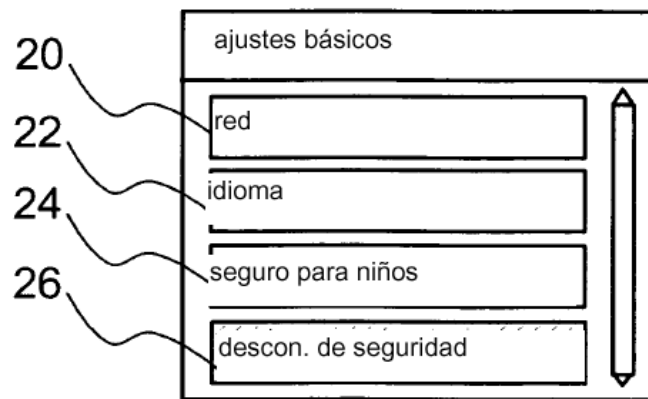 ajustes básicos
20
red
22
idioma
24
seguro para niños
26
descon. de seguridad